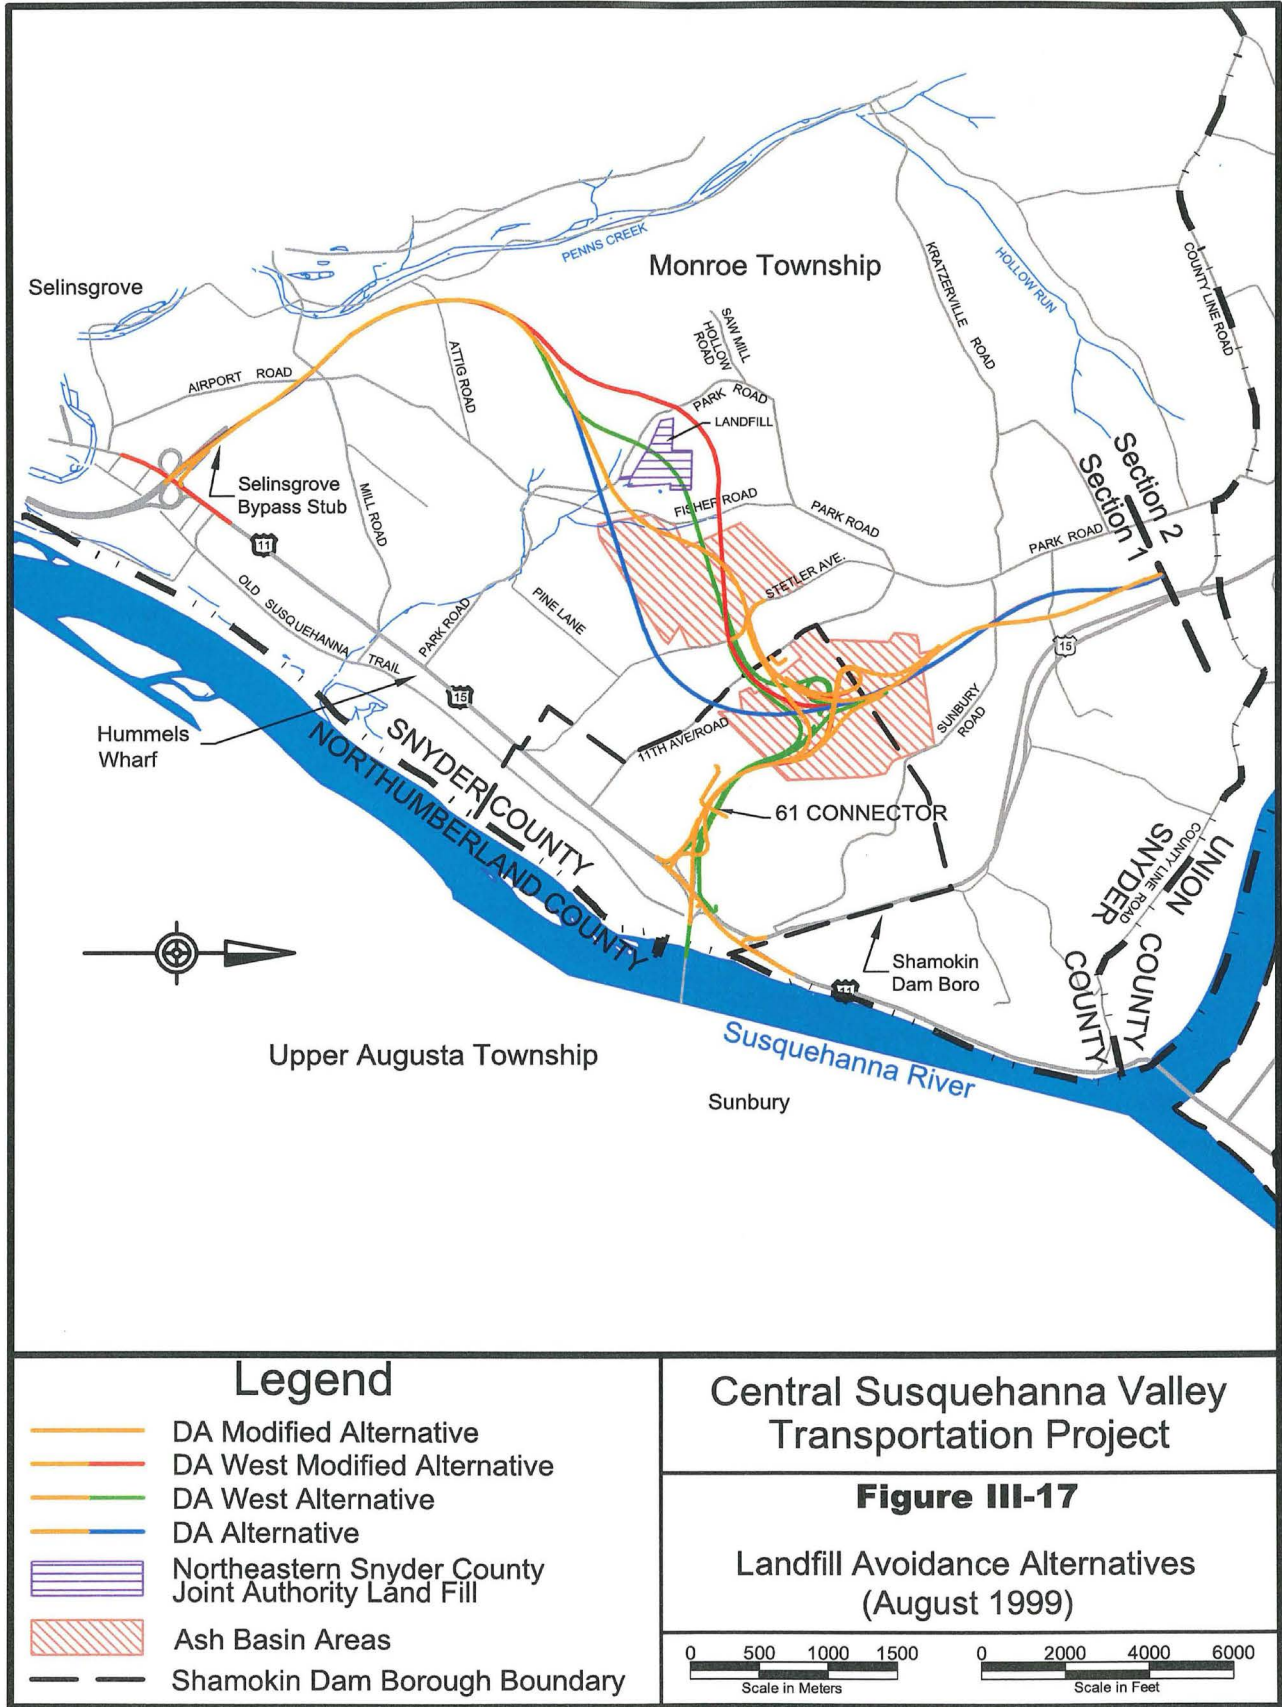 Selinsgrove
PENNS CREEK
Monroe Township
KRATZERVILLE ROAD
HOLLOW RUN
COUNTY LINE ROAD
AIRPORT ROAD
ATTIG ROAD
SAW MILL
HOLLOW
ROAD
PARK ROAD
LANDFILL
Selinsgrove
Bypass Stub
MILL ROAD
FISHER ROAD
PARK ROAD
PARK ROAD
Section 2
Section 1
11
STETLER AVE.
OLD SUSQUEHANNA TRAIL
PARK ROAD
PINE LANE
15
15
Hummels
Wharf
11TH AVE/ROAD
SUNBURY
ROAD
SNYDER COUNTY
NORTHUMBERLAND COUNTY
61 CONNECTOR
COUNTY LINE ROAD
UNION COUNTY
SNYDER COUNTY
Shamokin
Dam Boro
Upper Augusta Township
Susquehanna River
Sunbury
Legend
DA Modified Alternative
DA West Modified Alternative
DA West Alternative
DA Alternative
Northeastern Snyder County
Joint Authority Land Fill
Ash Basin Areas
Shamokin Dam Borough Boundary
Central Susquehanna Valley
Transportation Project
Figure III-17
Landfill Avoidance Alternatives
(August 1999)
0 500 1000 1500
Scale in Meters
0 2000 4000 6000
Scale in Feet